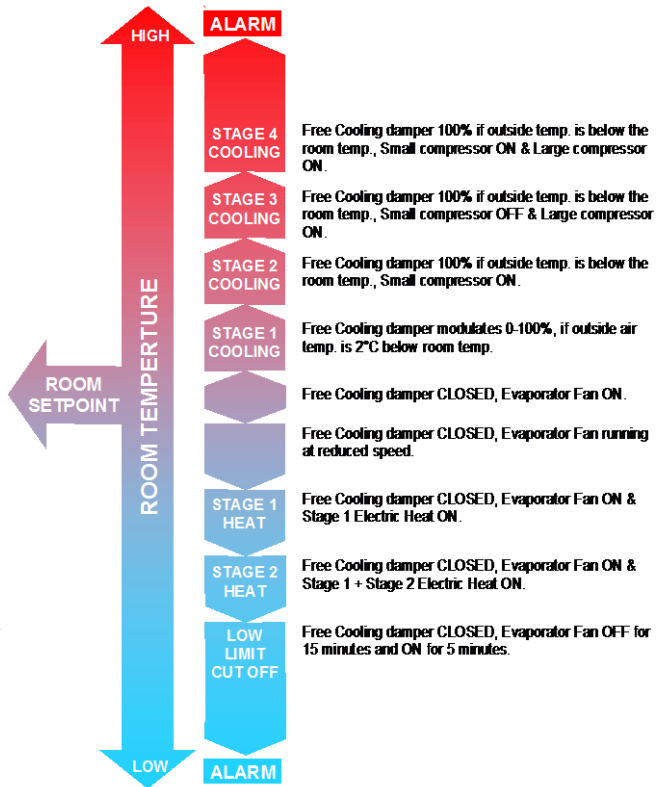 HIGH
ALARM
STAGE 4
COOLING
Free Cooling damper 100% if outside temp. is below the
room temp., Small compressor ON & Large compressor
ON.
STAGE 3
COOLING
Free Cooling damper 100% if outside temp. is below the
room temp., Small compressor OFF & Large compressor
ON.
STAGE 2
COOLING
Free Cooling damper 100% if outside temp. is below the
room temp., Small compressor ON.
STAGE 1
COOLING
Free Cooling damper modulates 0-100%, if outside air
temp. is 2°C below room temp.
ROOM TEMPERTURE
ROOM
SETPOINT
Free Cooling damper CLOSED, Evaporator Fan ON.
Free Cooling damper CLOSED, Evaporator Fan running
at reduced speed.
STAGE 1
HEAT
Free Cooling damper CLOSED, Evaporator Fan ON &
Stage 1 Electric Heat ON.
STAGE 2
HEAT
Free Cooling damper CLOSED, Evaporator Fan ON &
Stage 1 + Stage 2 Electric Heat ON.
LOW
LIMIT
CUT OFF
Free Cooling damper CLOSED, Evaporator Fan OFF for
15 minutes and ON for 5 minutes.
LOW
ALARM